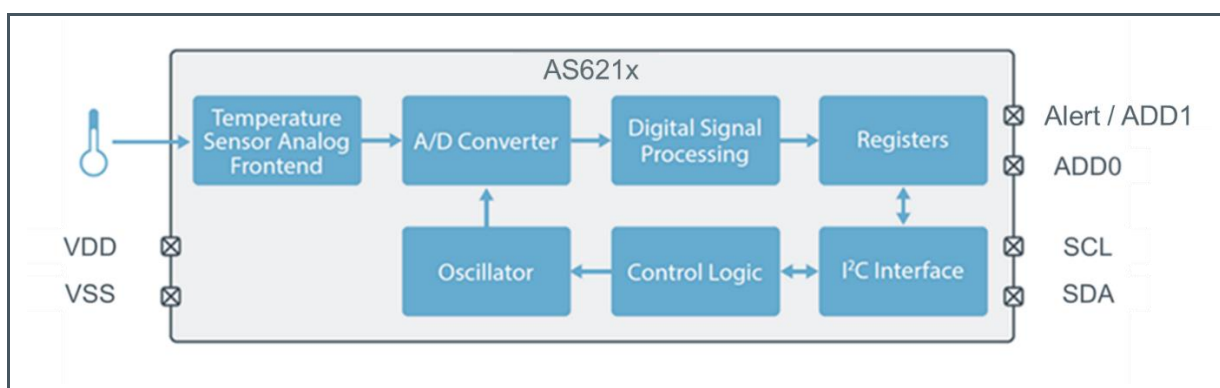 AS621x
Temperature
Sensor Analog
Frontend
A/D Converter
Digital Signal
Processing
Registers
Alert / ADD1
ADD0
VDD
VSS
Oscillator
Control Logic
I²C Interface
SCL
SDA